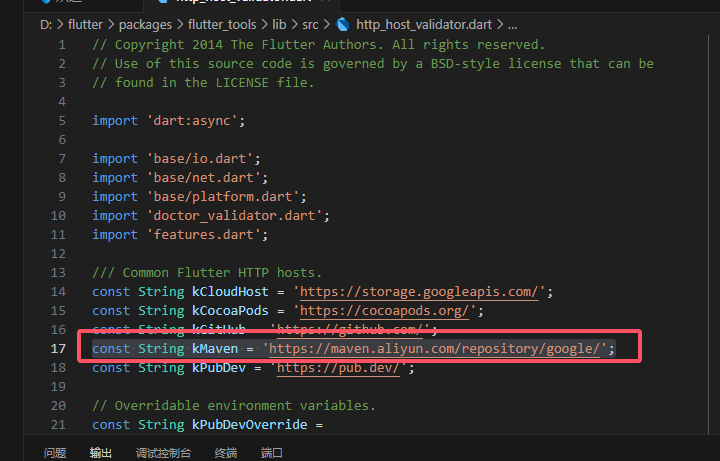 http_host_validator.dart
D: > flutter > packages > flutter_tools > lib > src > http_host_validator.dart > ...
1 // Copyright 2014 The Flutter Authors. All rights reserved.
2 // Use of this source code is governed by a BSD-style license that can be
3 // found in the LICENSE file.
4
5 import 'dart:async';
6
7 import 'base/io.dart';
8 import 'base/net.dart';
9 import 'base/platform.dart';
10 import 'doctor_validator.dart';
11 import 'features.dart';
12
13 /// Common Flutter HTTP hosts.
14 const String kCloudHost = 'https://storage.googleapis.com/';
15 const String kCocoaPods = 'https://cocoapods.org/';
16 const String kGitHub = 'https://github.com/';
17 const String kMaven = 'https://maven.aliyun.com/repository/google/';
18 const String kPubDev = 'https://pub.dev/';
19
20 // Overridable environment variables.
21 const String kPubDevOverride =
问题 输出 调试控制台 终端 端口